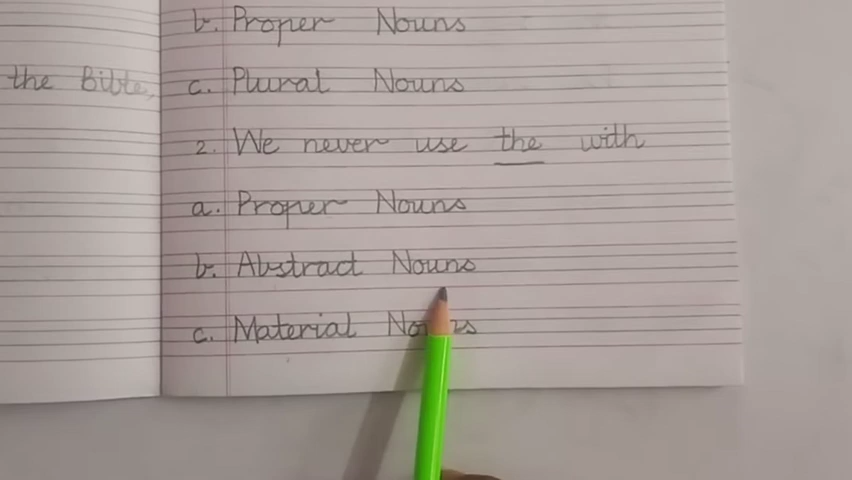 the Bible,
b. Proper Nouns
c. Plural Nouns
2. We never use the with
a. Proper Nouns
b. Abstract Nouns
c. Material Nouns